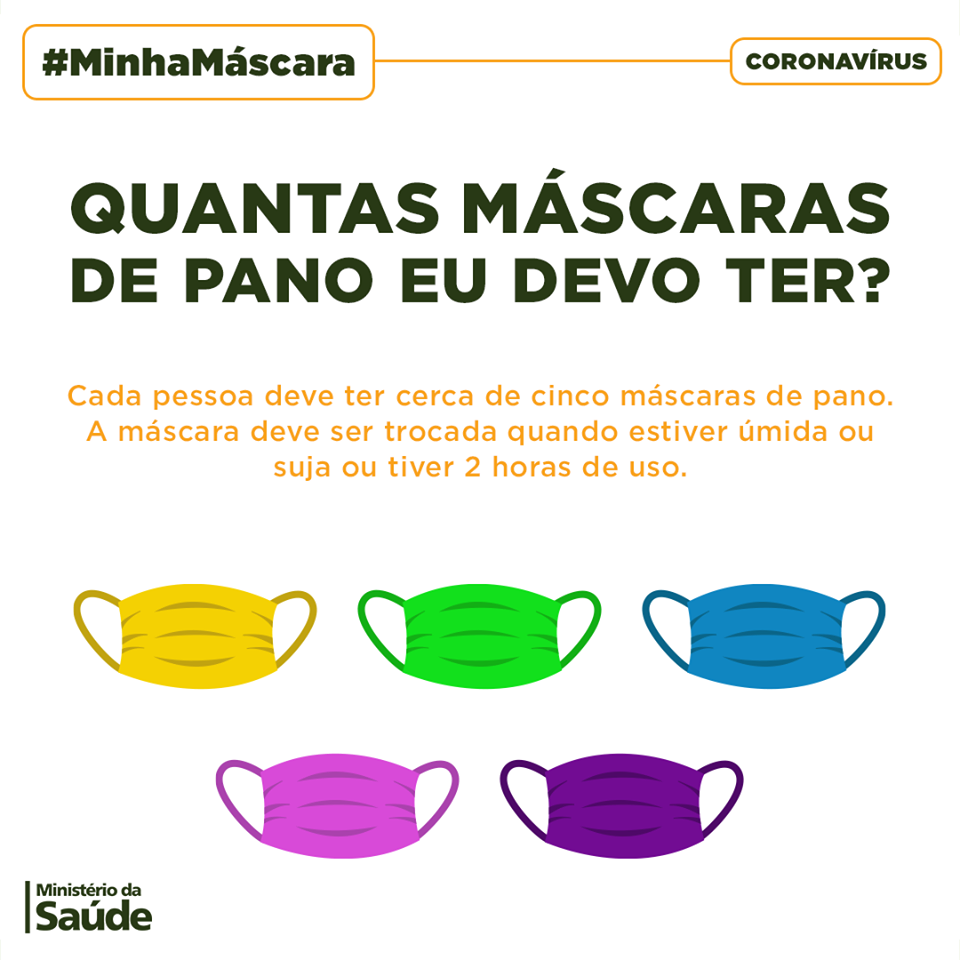 #MinhaMáscara
CORONAVÍRUS
QUANTAS MÁSCARAS
DE PANO EU DEVO TER?
Cada pessoa deve ter cerca de cinco máscaras de pano.
A máscara deve ser trocada quando estiver úmida ou
suja ou tiver 2 horas de uso.
Ministério da
Saúde